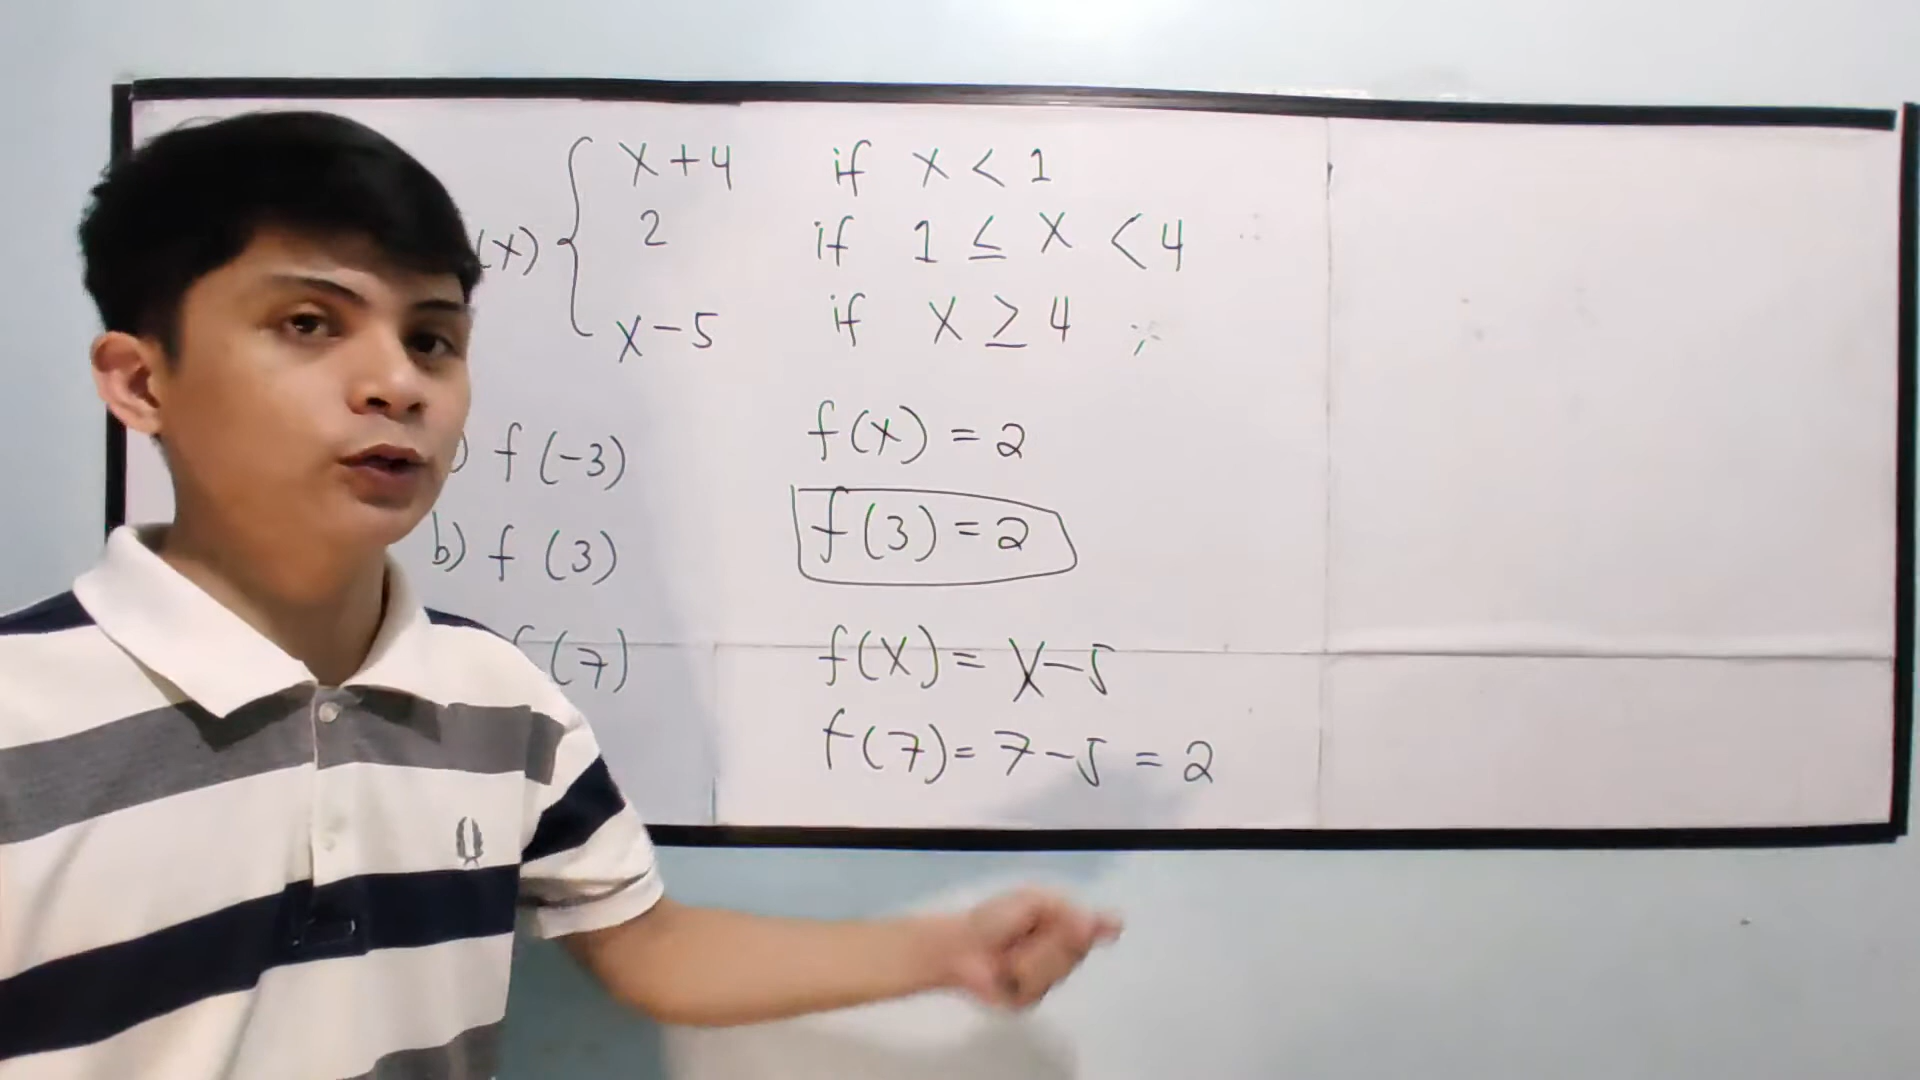 (x) { x+4 if x < 1
2 if 1 ≤ x < 4
x-5 if x ≥ 4
f(x) = 2
) f(-3)
f(3) = 2
b) f(3)
f(x) = x-5
f(7)
f(7) = 7-5 = 2